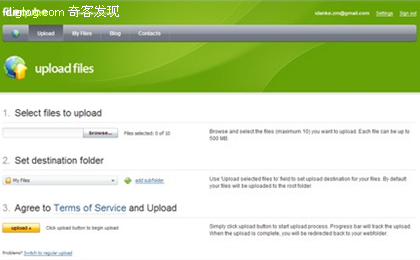 diglog.com 奇客发现
idanke.zm@gmail.com Settings Sign out
Upload My Files Blog Contacts
upload files
1. Select files to upload
browse... Files selected: 0 of 10
Browse and select the files (maximum 10) you want to upload. Each file can be up to 500 MB.
2. Set destination folder
My Files add subfolder
Use 'Upload selected files to' field to set upload destination for your files. By default your files will be uploaded to the root folder.
3. Agree to Terms of Service and Upload
upload Click upload button to begin upload
Simply click upload button to start upload process. Progress bar will track the upload. When the upload is complete, you will be redirected back to your webfolder.
Problems? Switch to regular upload